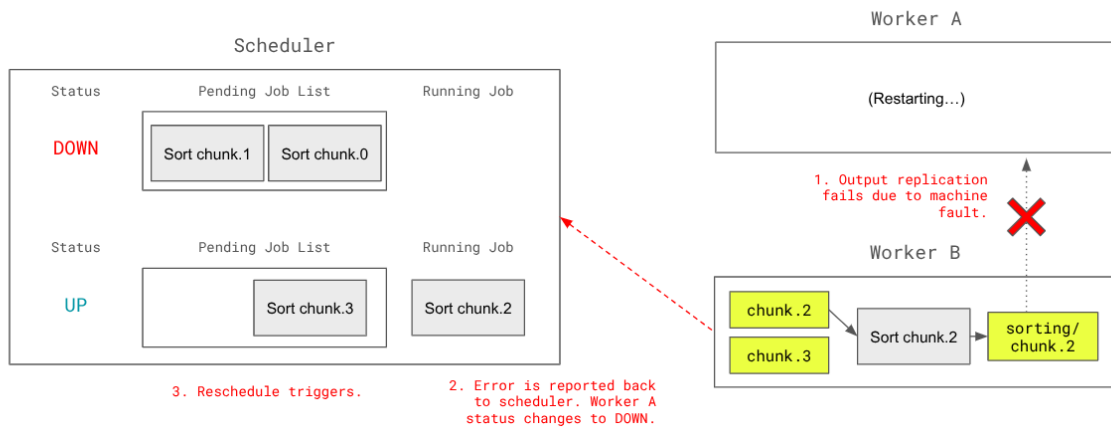 Scheduler
Status
Pending Job List
Running Job
DOWN
Sort chunk.1
Sort chunk.0
Status
Pending Job List
Running Job
UP
Sort chunk.3
Sort chunk.2
3. Reschedule triggers.
2. Error is reported back
to scheduler. Worker A
status changes to DOWN.
Worker A
(Restarting…)
1. Output replication
fails due to machine
fault.
Worker B
chunk.2
chunk.3
Sort chunk.2
sorting/
chunk.2